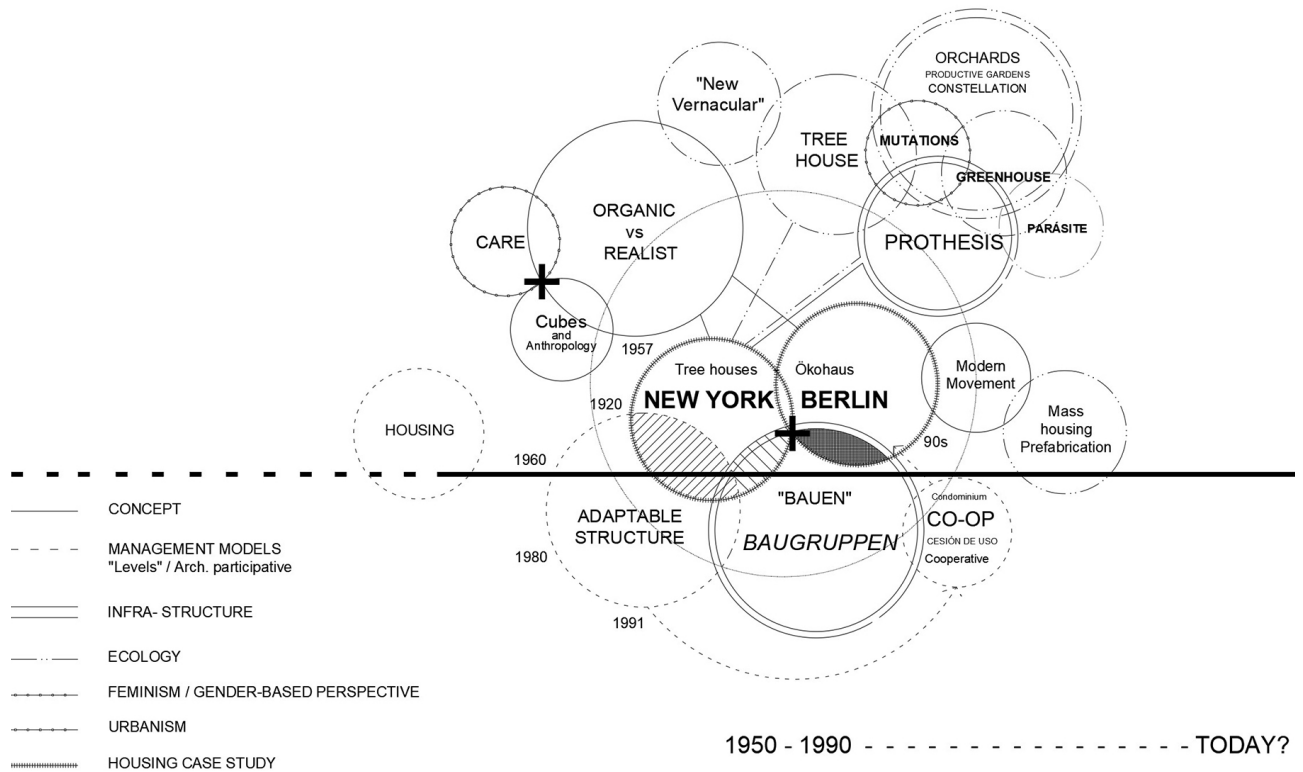 ORCHARDS
PRODUCTIVE GARDENS
CONSTELLATION
"New
Vernacular"
TREE
HOUSE
MUTATIONS
GREENHOUSE
PARÁSITE
PROTHESIS
ORGANIC
vs
REALIST
CARE
Cubes
and
Anthropology
1957
Tree houses
NEW YORK
Ökohaus
BERLIN
Modern
Movement
Mass
housing
Prefabrication
HOUSING
1920
1960
90s
ADAPTABLE
STRUCTURE
1980
1991
"BAUEN"
BAUGRUPPEN
Condominium
CO-OP
CESIÓN DE USO
Cooperative
CONCEPT
MANAGEMENT MODELS
"Levels" / Arch. participative
INFRA- STRUCTURE
ECOLOGY
FEMINISM / GENDER-BASED PERSPECTIVE
URBANISM
HOUSING CASE STUDY
1950 - 1990 - - - - - - - - - - - - - - - - - - - - TODAY?